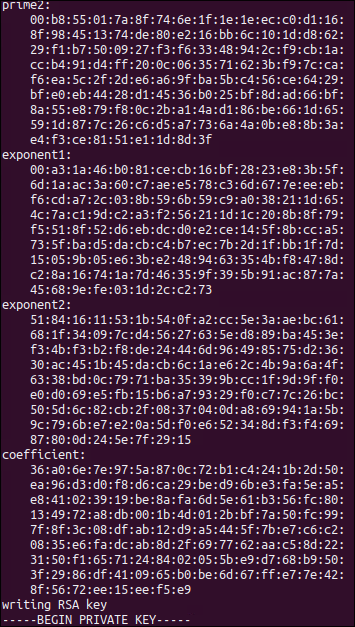 prime2:
00:b8:55:01:7a:8f:74:6e:1f:1e:1e:ec:c0:d1:16:
8f:98:45:13:74:de:80:e2:16:bb:6c:10:1d:d8:62:
29:f1:b7:50:09:27:f3:f6:33:48:94:2c:f9:cb:1a:
cc:b4:91:d4:ff:20:0c:06:35:71:62:3b:f9:7c:ca:
f6:ea:5c:2f:2d:e6:a6:9f:ba:5b:c4:56:ce:64:29:
bf:e0:eb:44:28:d1:45:36:b0:25:bf:8d:ad:66:bf:
8a:55:e8:79:f8:0c:2b:a1:4a:d1:86:be:66:1d:65:
59:1d:87:7c:26:c6:d5:a7:73:6a:4a:0b:e8:8b:3a:
e4:f3:ce:81:51:e1:1d:8d:3f
exponent1:
00:a3:1a:46:b0:81:ce:cb:16:bf:28:23:e8:3b:5f:
6d:1a:ac:3a:60:c7:ae:e5:78:c3:6d:67:7e:ee:eb:
f6:cd:a7:2c:03:8b:59:6b:59:c9:a0:38:21:1d:65:
4c:7a:c1:9d:c2:a3:f2:56:21:1d:1c:20:8b:8f:79:
f5:51:8f:52:d6:eb:dc:d0:e2:ce:14:5f:8b:cc:a5:
73:5f:ba:d5:da:cb:c4:b7:ec:7b:2d:1f:bb:1f:7d:
15:05:9b:05:e6:3b:e2:48:94:63:35:4b:f8:47:8d:
c2:8a:16:74:1a:7d:46:35:9f:39:5b:91:ac:87:7a:
45:68:9e:fe:03:1d:2c:c2:73
exponent2:
51:84:16:11:53:1b:54:0f:a2:cc:5e:3a:ae:bc:61:
68:1f:34:09:7c:d4:56:27:63:5e:d8:89:ba:45:3e:
f3:4b:f3:b2:f8:de:24:44:6d:96:49:85:75:d2:36:
30:ac:45:1b:45:da:cb:6c:1a:e6:2c:4b:9a:6a:4f:
63:38:bd:0c:79:71:ba:35:39:9b:cc:1f:9d:9f:f0:
e0:d0:69:e5:fb:15:b6:a7:93:29:f0:c7:7c:26:bc:
50:5d:6c:82:cb:2f:08:37:04:0d:a8:69:94:1a:5b:
9c:79:6b:e7:e2:0a:5d:f0:e6:52:34:8d:f3:f4:69:
87:80:0d:24:5e:7f:29:15
coefficient:
36:a0:6e:7e:97:5a:87:0c:72:b1:c4:24:1b:2d:50:
ea:96:d3:d0:f8:d6:ca:29:be:d9:6b:e3:fa:5e:a5:
e8:41:02:39:19:be:8a:fa:6d:5e:61:b3:56:fc:80:
13:49:72:a8:db:00:1b:4d:01:2b:bf:7a:50:fc:99:
7f:8f:3c:08:df:ab:12:d9:a5:44:5f:7b:e7:c6:c2:
08:35:e6:fa:dc:ab:8d:2f:69:77:62:aa:c5:8d:22:
31:50:f1:65:71:24:84:02:05:5b:e9:d7:68:b9:50:
3f:29:86:df:41:09:65:b0:be:6d:67:ff:e7:7e:42:
8f:56:72:ee:15:ee:f5:e9
writing RSA key
-----BEGIN PRIVATE KEY-----